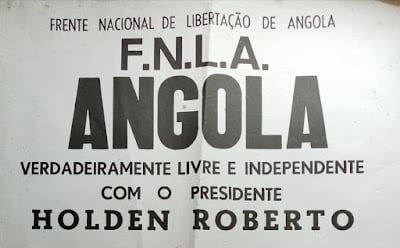 FRENTE NACIONAL DE LIBERTAÇÃO DE ANGOLA
F.N.L.A.
ANGOLA
VERDADEIRAMENTE LIVRE E INDEPENDENTE
COM O PRESIDENTE
HOLDEN ROBERTO